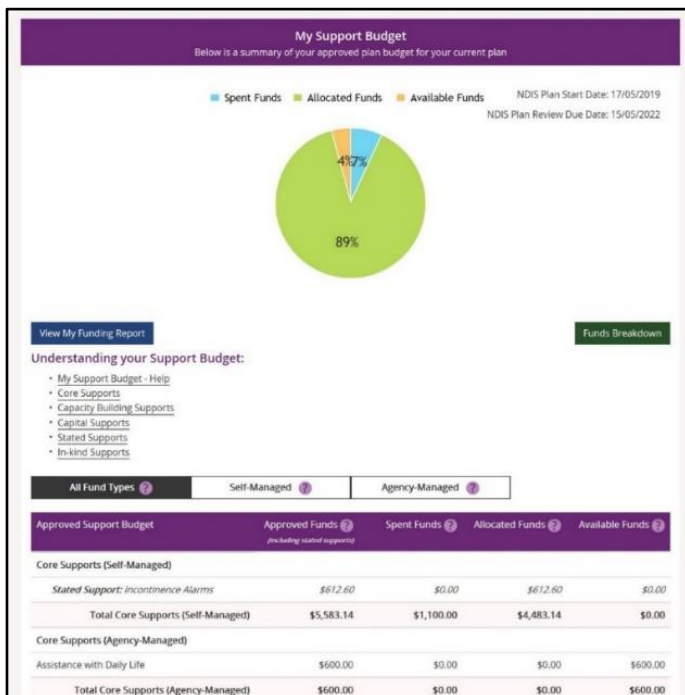 My Support Budget
Below is a summary of your approved plan budget for your current plan
Spent Funds Allocated Funds Available Funds
NDIS Plan Start Date: 17/05/2019
NDIS Plan Review Due Date: 15/05/2022
4% 7%
89%
View My Funding Report Funds Breakdown
Understanding your Support Budget:
• My Support Budget - Help
• Core Supports
• Capacity Building Supports
• Capital Supports
• Stated Supports
• In-kind Supports
All Fund Types ? Self-Managed ? Agency-Managed ?
Approved Support Budget Approved Funds ? Spent Funds ? Allocated Funds ? Available Funds ?
(including stated supports)
Core Supports (Self-Managed)
Stated Support: Incontinence Alarms $612.60 $0.00 $612.60 $0.00
Total Core Supports (Self-Managed) $5,583.14 $1,100.00 $4,483.14 $0.00
Core Supports (Agency-Managed)
Assistance with Daily Life $600.00 $0.00 $0.00 $600.00
Total Core Supports (Agency-Managed) $600.00 $0.00 $0.00 $600.00